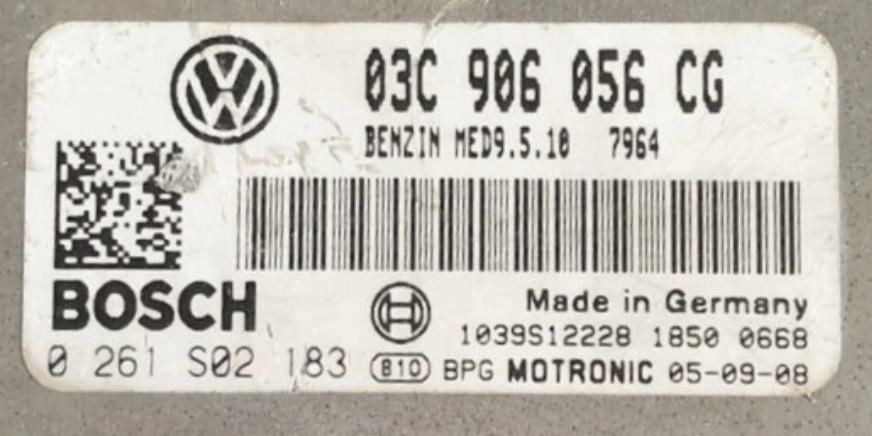 03C 906 056 CG
BENZIN MED9.5.10 7964
BOSCH
Made in Germany
1039S12228 1850 0668
0 261 S02 183 B10 BPG MOTRONIC 05-09-08